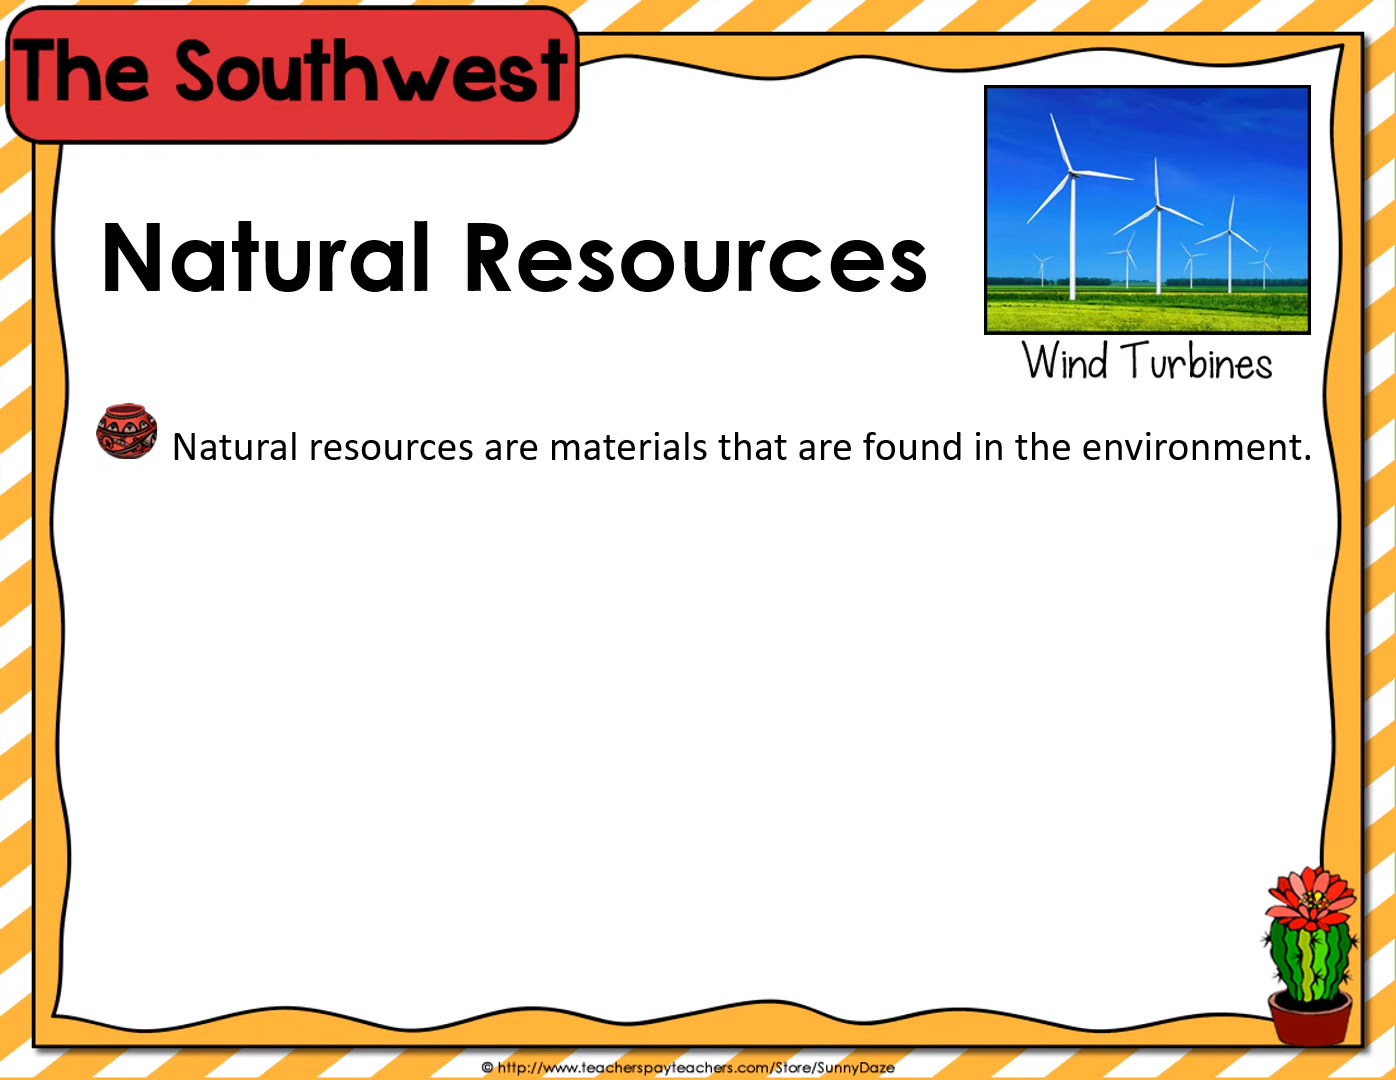 The Southwest
Natural Resources
Wind Turbines
Natural resources are materials that are found in the environment.
© http://www.teacherspayteachers.com/Store/SunnyDaze